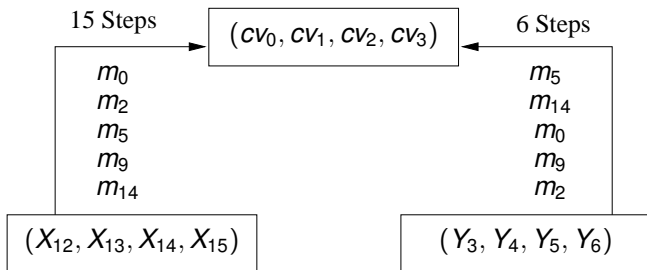 15 Steps
(cv₀, cv₁, cv₂, cv₃)
6 Steps
m₀
m₂
m₅
m₉
m₁₄
m₅
m₁₄
m₀
m₉
m₂
(X₁₂, X₁₃, X₁₄, X₁₅)
(Y₃, Y₄, Y₅, Y₆)